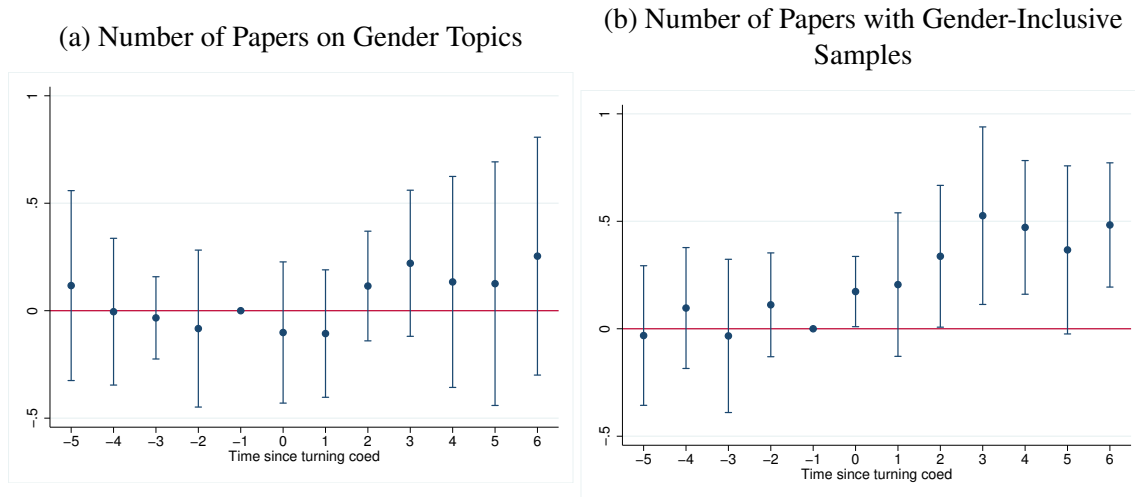 (a) Number of Papers on Gender Topics
1
.5
0
-.5
−5 −4 −3 −2 −1 0 1 2 3 4 5 6
Time since turning coed
(b) Number of Papers with Gender-Inclusive
Samples
1
.5
0
-.5
−5 −4 −3 −2 −1 0 1 2 3 4 5 6
Time since turning coed